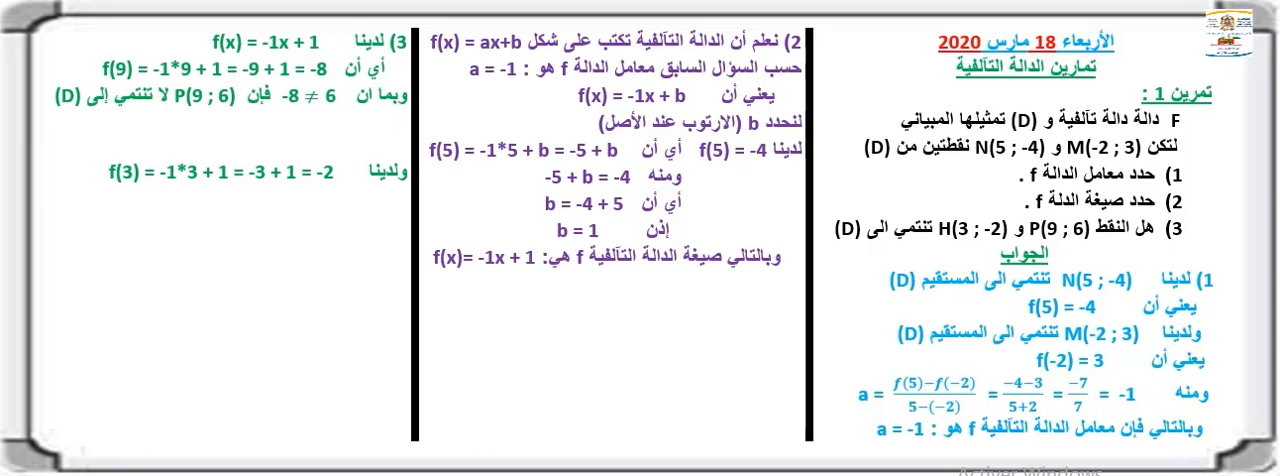 الأربعاء 18 مارس 2020
تمارين الدالة التآلفية
تمرين 1 :
F دالة دالة تآلفية و (D) تمثيلها المبياني
لتكن M(-2 ; 3) و N(5 ; -4) نقطتين من (D)
1) حدد معامل الدالة f .
2) حدد صيغة الدلة f .
3) هل النقط P(9 ; 6) و H(3 ; -2) تنتمي الى (D)
الجواب
1) لدينا N(5 ; -4) تنتمي الى المستقيم (D)
يعني أن f(5) = -4
ولدينا M(-2 ; 3) تنتمي الى المستقيم (D)
يعني أن f(-2) = 3
ومنه a = f(5)−f(−2)/5−(−2) = −4−3/5+2 = −7/7 = -1
وبالتالي فإن معامل الدالة التآلفية f هو : a = -1
2) نعلم أن الدالة التآلفية تكتب على شكل f(x) = ax+b
حسب السؤال السابق معامل الدالة f هو : a = -1
يعني أن f(x) = -1x + b
لنحدد b (الارتوب عند الأصل)
لدينا f(5) = -4 أي أن f(5) = -1*5 + b = -5 + b
ومنه -5 + b = -4
أي أن b = -4 + 5
إذن b = 1
وبالتالي صيغة الدالة التآلفية f هي: f(x)= -1x + 1
3) لدينا f(x) = -1x + 1
أي أن f(9) = -1*9 + 1 = -9 + 1 = -8
وبما ان -8 ≠ 6 فإن P(9 ; 6) لا تنتمي إلى (D)
ولدينا f(3) = -1*3 + 1 = -3 + 1 = -2